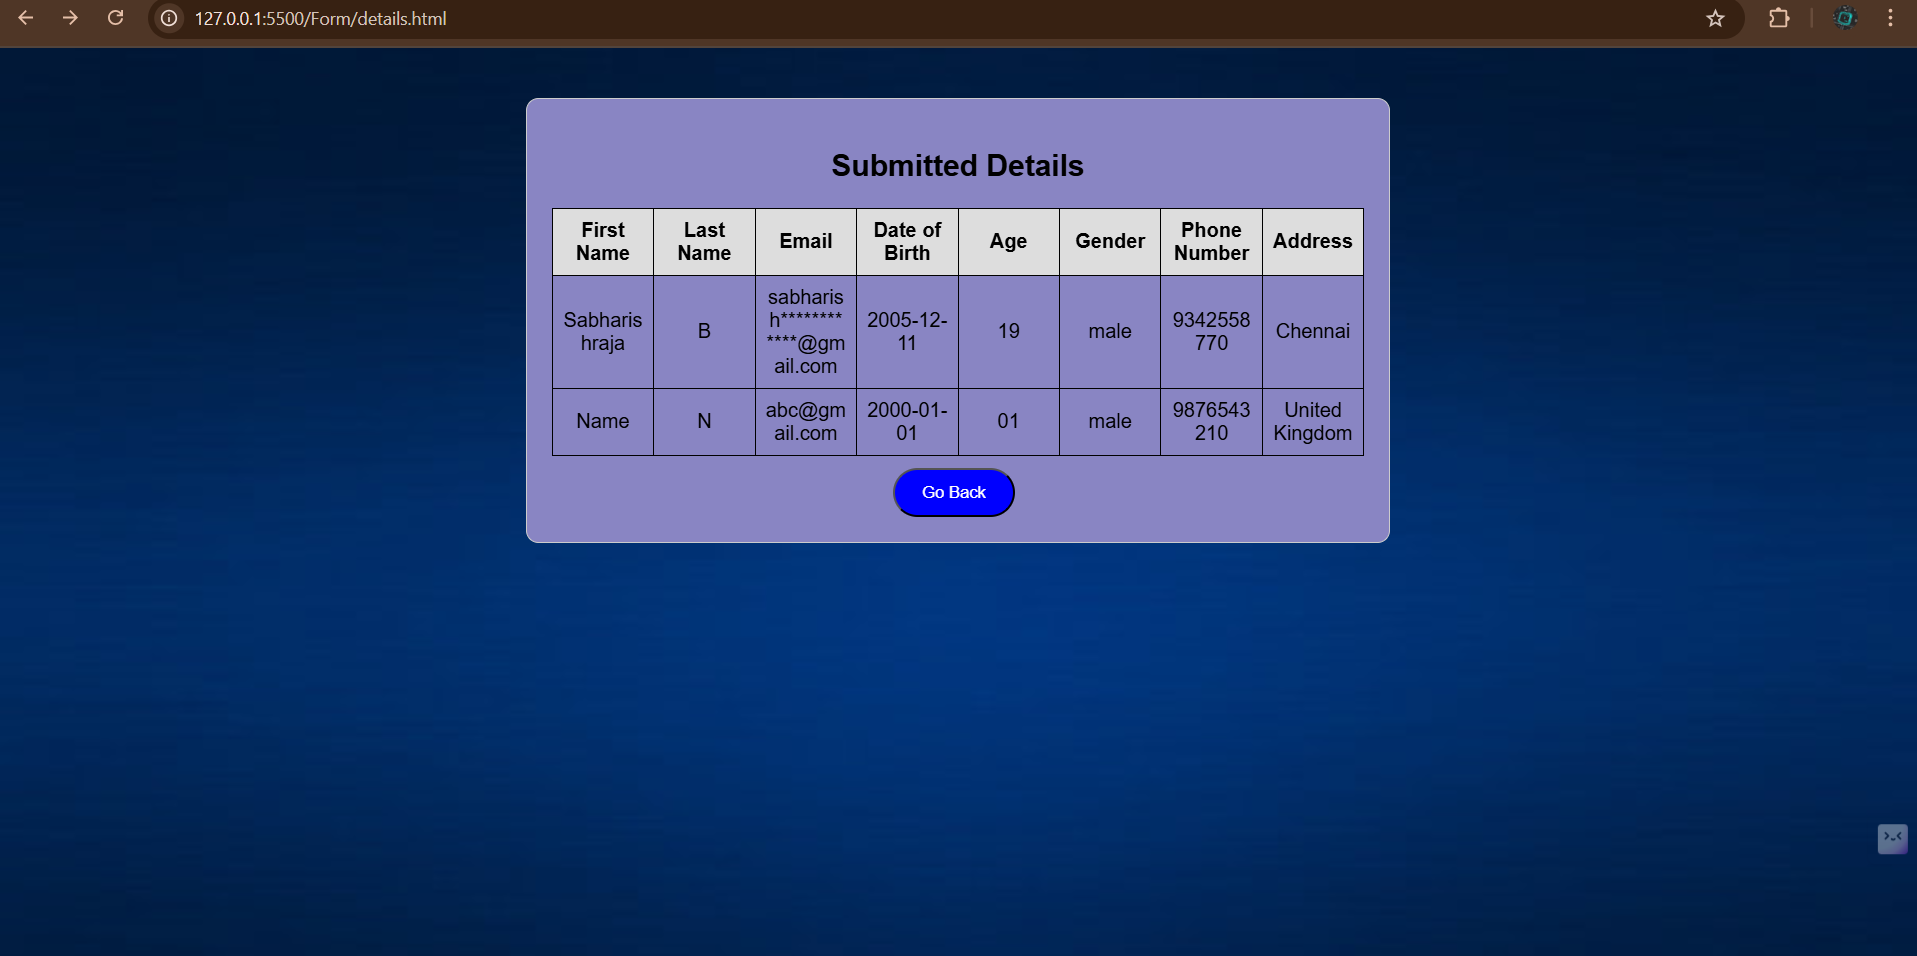 127.0.0.1:5500/Form/details.html
Submitted Details
First Name Last Name Email Date of Birth Age Gender Phone Number Address
Sabharishraja B sabharish************@gmail.com 2005-12-11 19 male 9342558770 Chennai
Name N abc@gmail.com 2000-01-01 01 male 9876543210 United Kingdom
Go Back